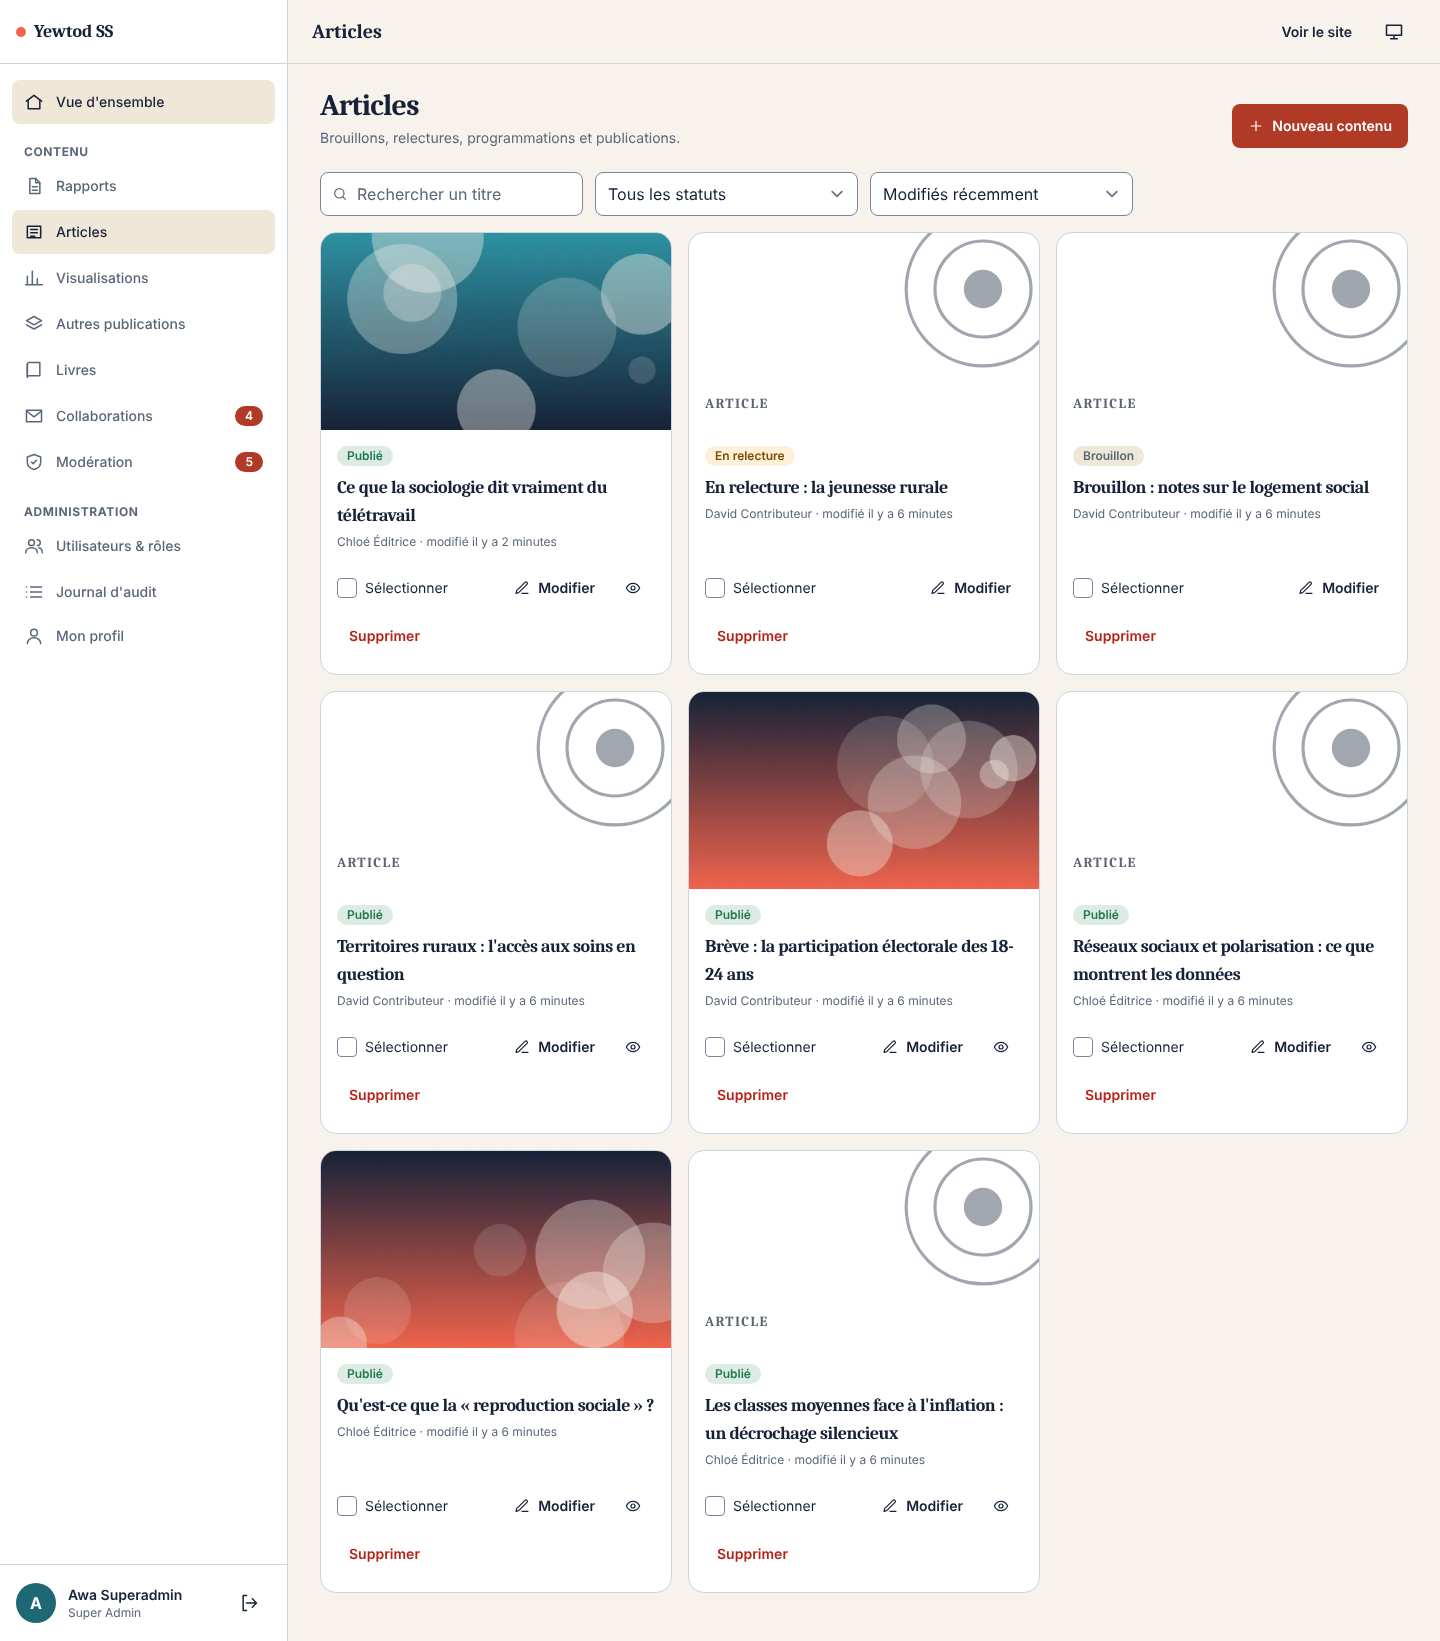 Yewtod SS
Articles
Voir le site
Vue d'ensemble
CONTENU
Rapports
Articles
Visualisations
Autres publications
Livres
Collaborations
4
Modération
5
ADMINISTRATION
Utilisateurs & rôles
Journal d'audit
Mon profil
Awa Superadmin
Super Admin
A
Articles
Brouillons, relectures, programmations et publications.
+ Nouveau contenu
Rechercher un titre
Tous les statuts
Modifiés récemment
Publié
Ce que la sociologie dit vraiment du
télétravail
Chloé Éditrice · modifié il y a 2 minutes
Sélectionner
Modifier
Supprimer
ARTICLE
En relecture
En relecture : la jeunesse rurale
David Contributeur · modifié il y a 6 minutes
Sélectionner
Modifier
Supprimer
ARTICLE
Brouillon
Brouillon : notes sur le logement social
David Contributeur · modifié il y a 6 minutes
Sélectionner
Modifier
Supprimer
ARTICLE
Publié
Territoires ruraux : l'accès aux soins en
question
David Contributeur · modifié il y a 6 minutes
Sélectionner
Modifier
Supprimer
Publié
Brève : la participation électorale des 18-
24 ans
David Contributeur · modifié il y a 6 minutes
Sélectionner
Modifier
Supprimer
ARTICLE
Publié
Réseaux sociaux et polarisation : ce que
montrent les données
Chloé Éditrice · modifié il y a 6 minutes
Sélectionner
Modifier
Supprimer
Publié
Qu'est-ce que la « reproduction sociale » ?
Chloé Éditrice · modifié il y a 6 minutes
Sélectionner
Modifier
Supprimer
ARTICLE
Publié
Les classes moyennes face à l'inflation :
un décrochage silencieux
Chloé Éditrice · modifié il y a 6 minutes
Sélectionner
Modifier
Supprimer